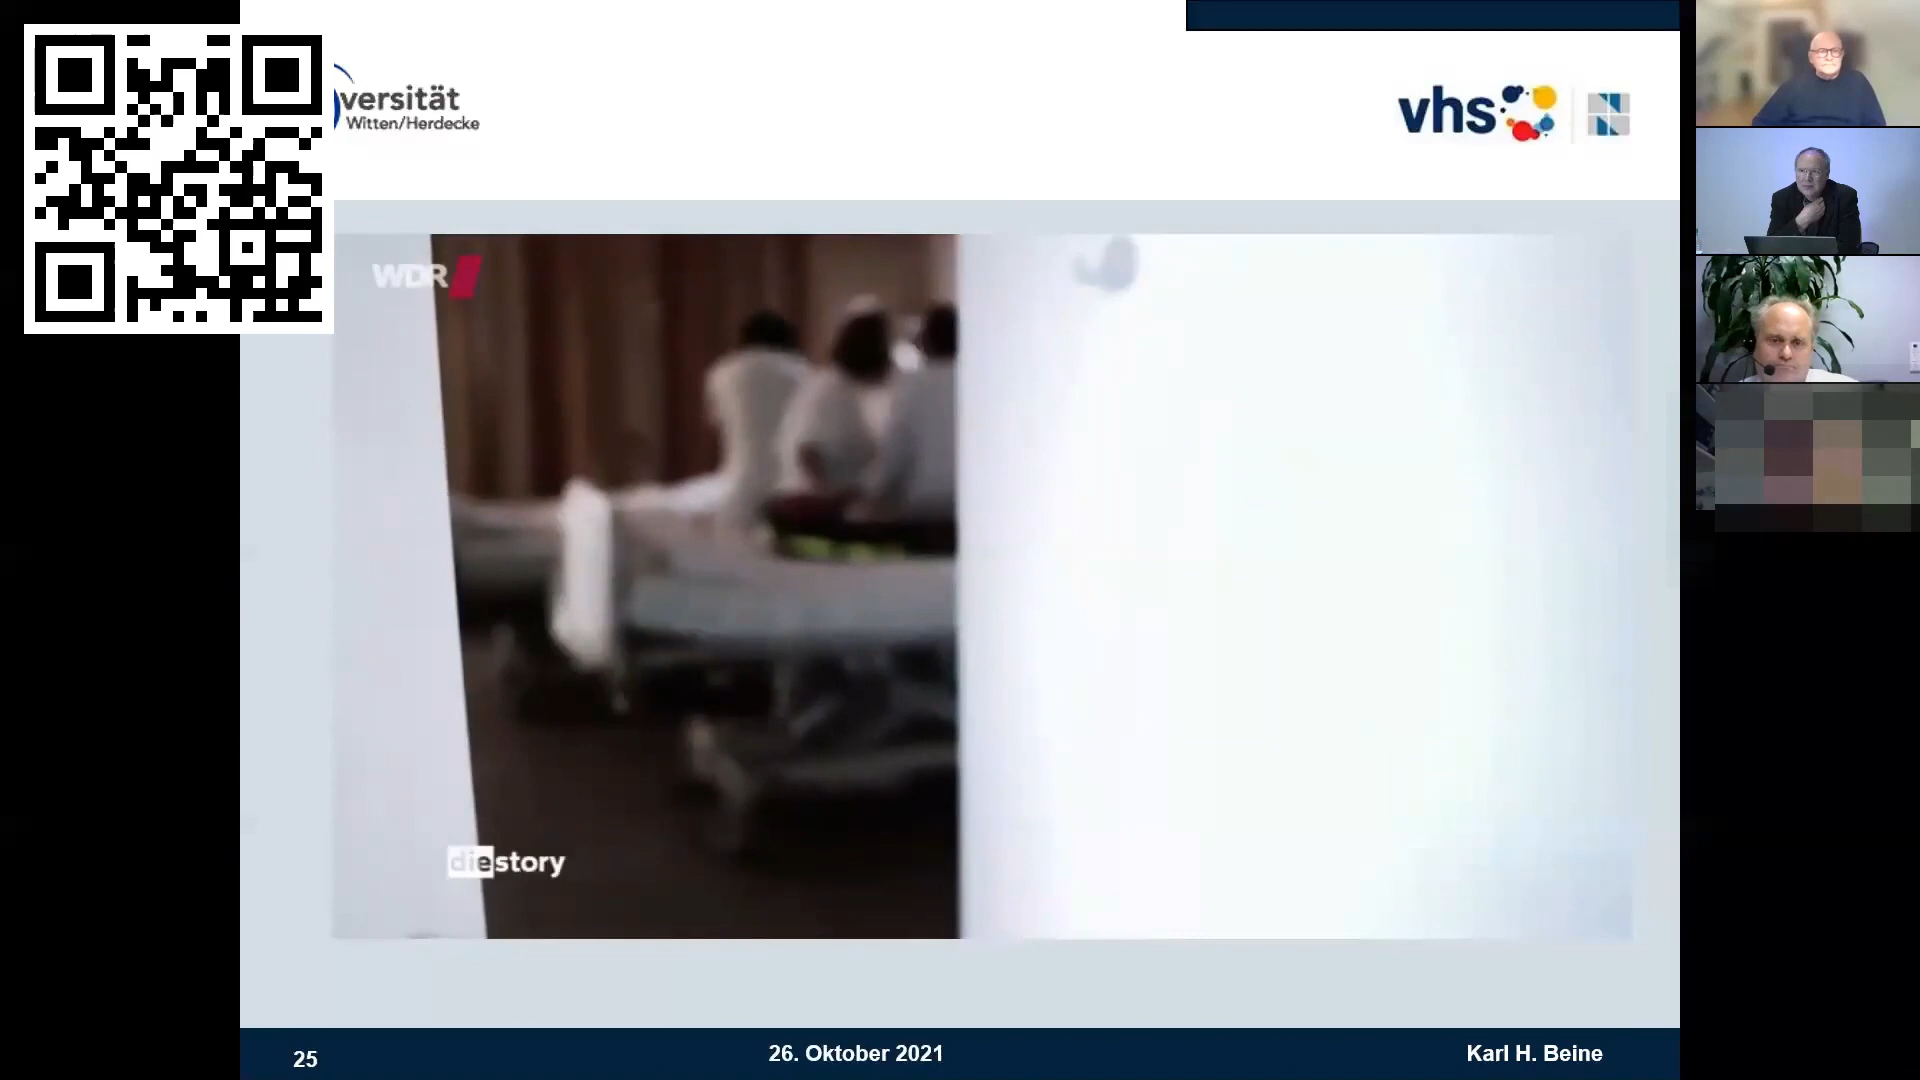 versität
Witten/Herdecke
vhs
WDR
diestory
25
26. Oktober 2021
Karl H. Beine